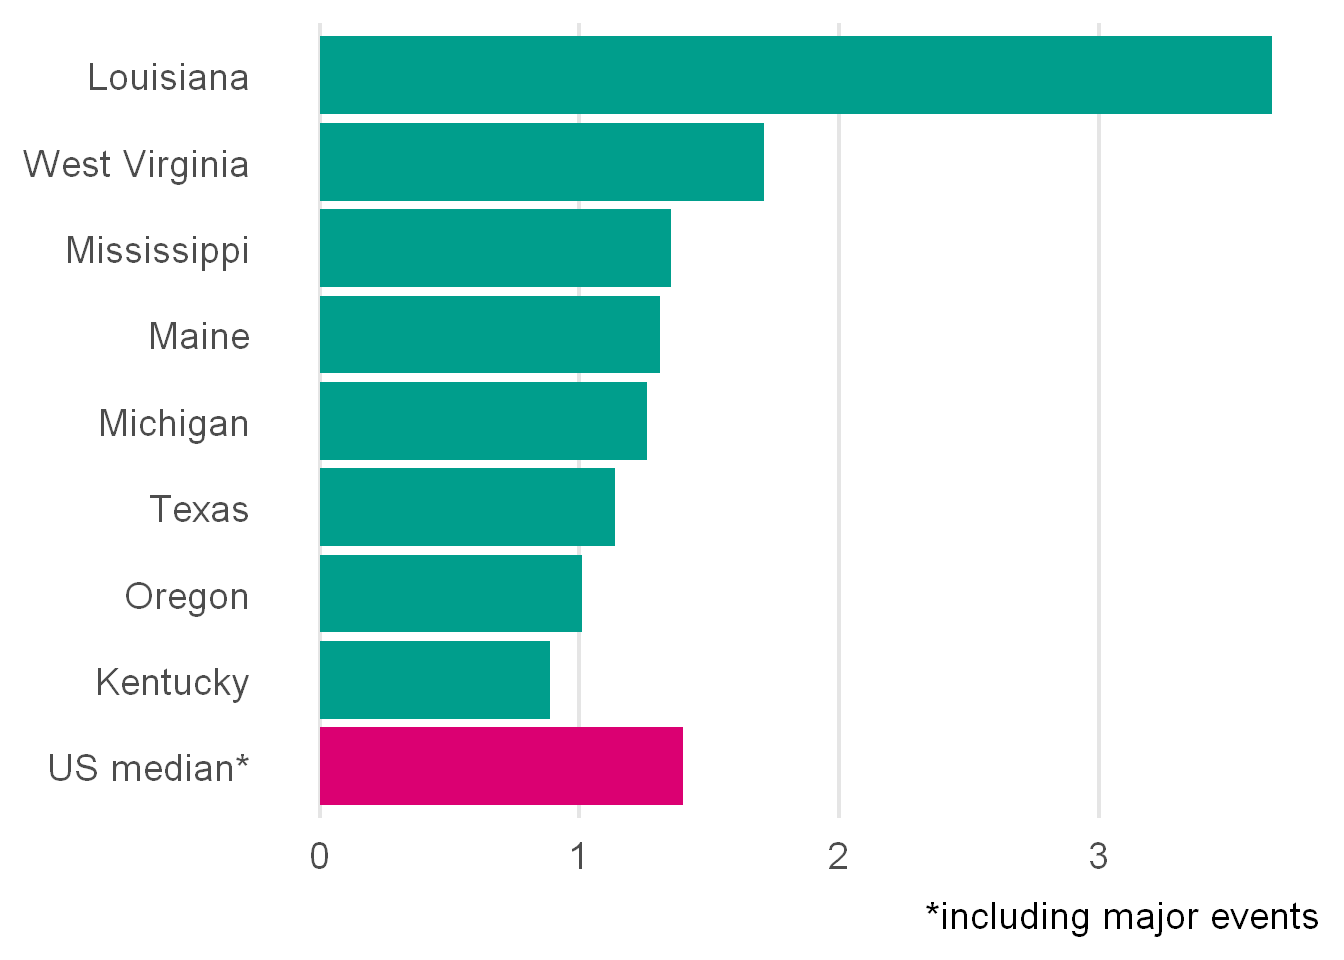 Louisiana
West Virginia
Mississippi
Maine
Michigan
Texas
Oregon
Kentucky
US median*
0 1 2 3
*including major events